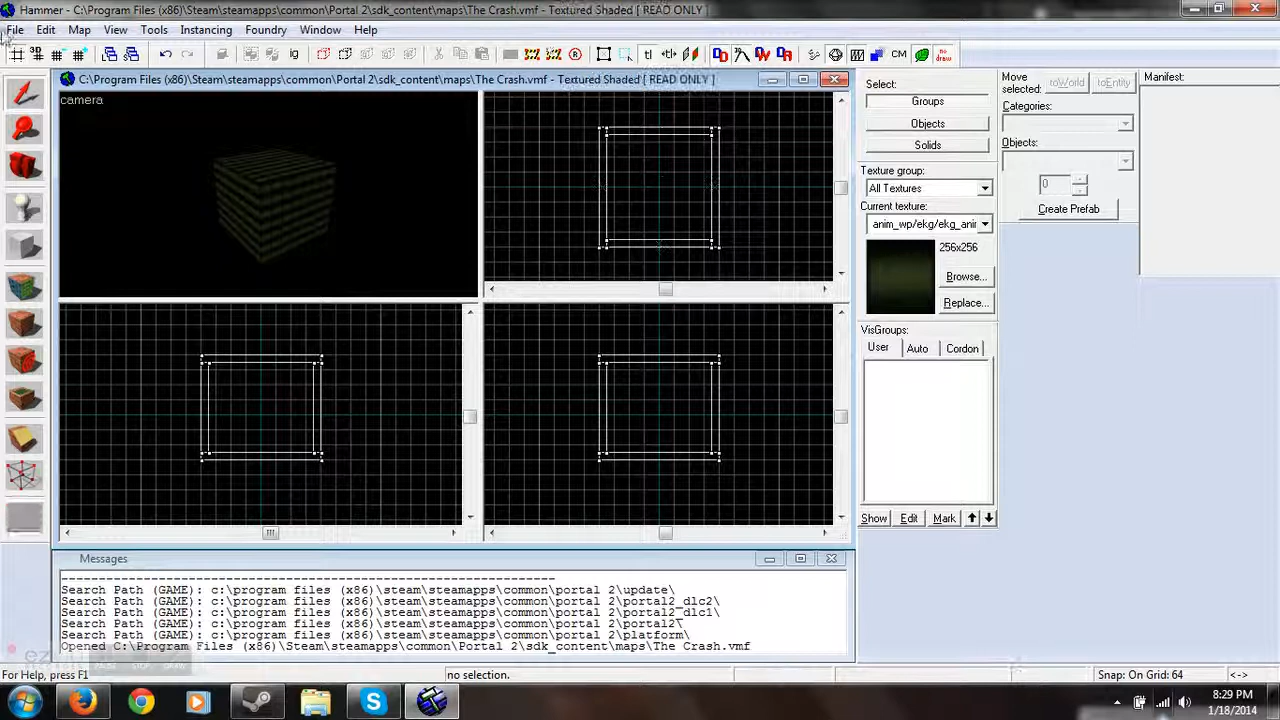 Hammer - C:\Program Files (x86)\Steam\steamapps\common\Portal 2\sdk_content\maps\The Crash.vmf - Textured Shaded [ READ ONLY ]
File Edit Map View Tools Instancing Foundry Window Help
C:\Program Files (x86)\Steam\steamapps\common\Portal 2\sdk_content\maps\The Crash.vmf - Textured Shaded [ READ ONLY ]
camera
Select:
Groups
Objects
Solids
Texture group:
All Textures
Current texture:
anim_wp/ekg/ekg_anir
256x256
Browse...
Replace...
VisGroups:
User Auto Cordon
Show Edit Mark
Move selected: toWorld toEntity
Categories:
Objects:
0
Create Prefab
Manifest:
Messages
Search Path (GAME): c:\program files (x86)\steam\steamapps\common\portal 2\update\
Search Path (GAME): c:\program files (x86)\steam\steamapps\common\portal 2\portal2_dlc2\
Search Path (GAME): c:\program files (x86)\steam\steamapps\common\portal 2\portal2_dlc1\
Search Path (GAME): c:\program files (x86)\steam\steamapps\common\portal 2\portal2\
Search Path (GAME): c:\program files (x86)\steam\steamapps\common\portal 2\platform\
Opened C:\Program Files (x86)\Steam\steamapps\common\Portal 2\sdk_content\maps\The Crash.vmf
For Help, press F1
no selection.
Snap: On Grid: 64
<->
8:29 PM
1/18/2014